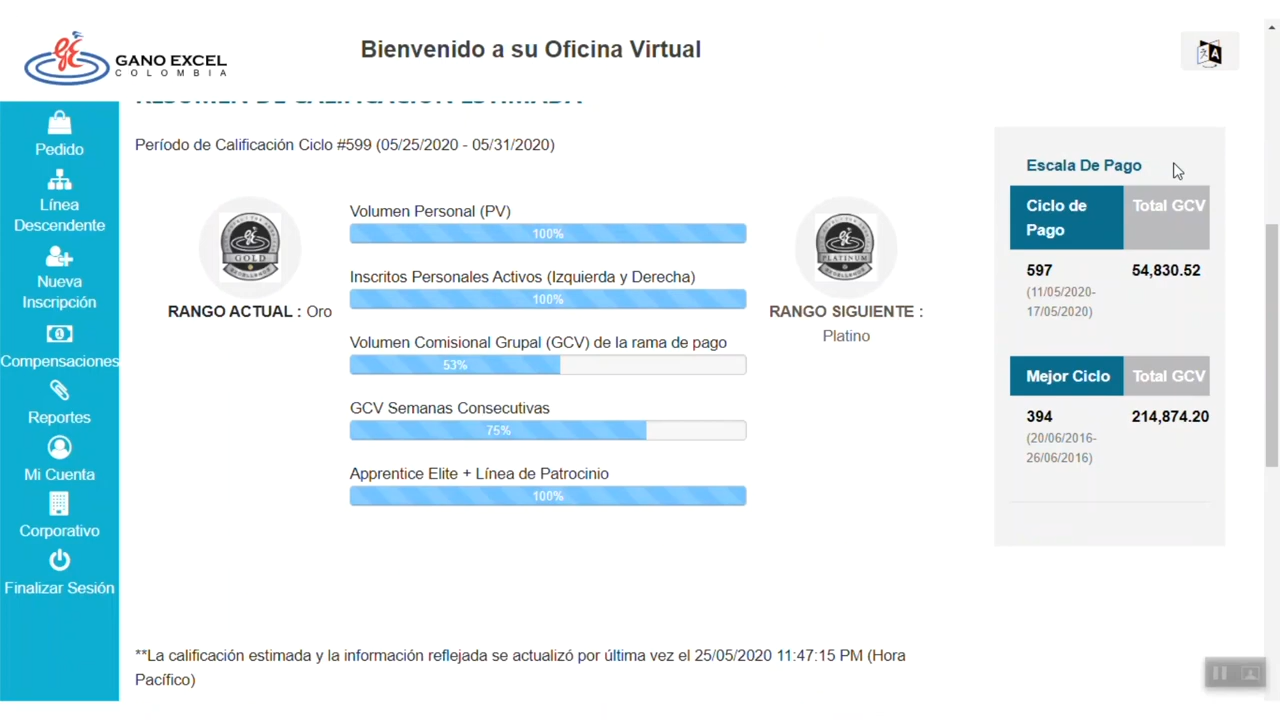 GANO EXCEL
COLOMBIA
Bienvenido a su Oficina Virtual
Pedido
Línea
Descendente
Nueva
Inscripción
Compensaciones
Reportes
Mi Cuenta
Corporativo
Finalizar Sesión
RESUMEN DE CALIFICACIÓN ESTIMADA
Período de Calificación Ciclo #599 (05/25/2020 - 05/31/2020)
GOLD
RANGO ACTUAL : Oro
Volumen Personal (PV)
100%
Inscritos Personales Activos (Izquierda y Derecha)
100%
Volumen Comisional Grupal (GCV) de la rama de pago
53%
GCV Semanas Consecutivas
75%
Apprentice Elite + Línea de Patrocinio
100%
PLATINUM
RANGO SIGUIENTE :
Platino
Escala De Pago
Ciclo de Pago Total GCV
597 54,830.52
(11/05/2020-
17/05/2020)
Mejor Ciclo Total GCV
394 214,874.20
(20/06/2016-
26/06/2016)
**La calificación estimada y la información reflejada se actualizó por última vez el 25/05/2020 11:47:15 PM (Hora
Pacífico)